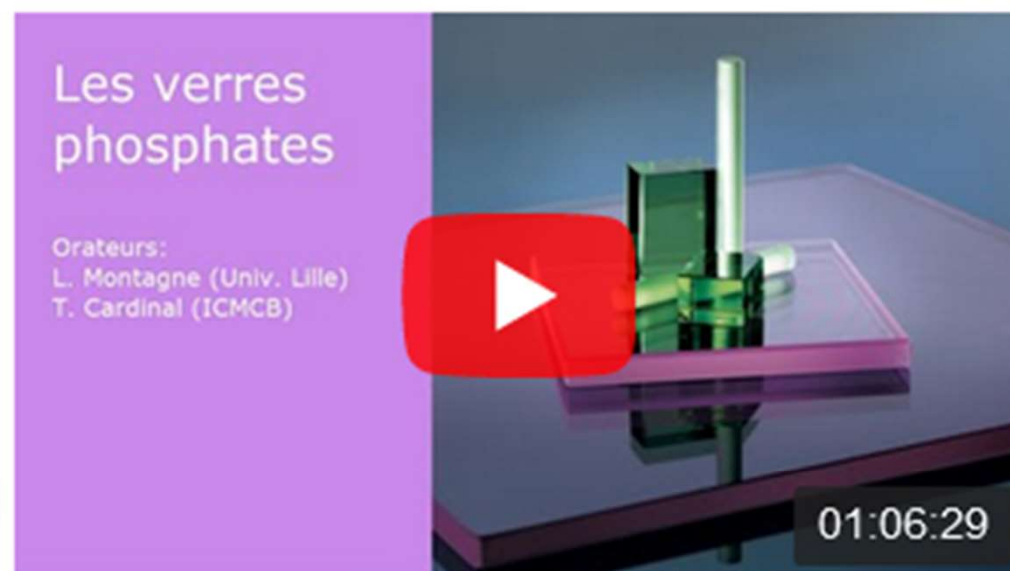 Les verres
phosphates
Orateurs:
L. Montagne (Univ. Lille)
T. Cardinal (ICMCB)
01:06:29